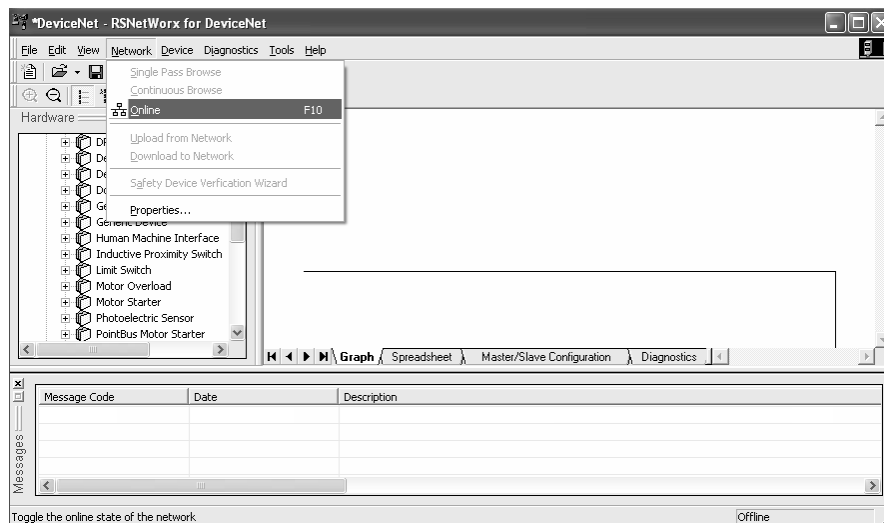 *DeviceNet - RSNetWorx for DeviceNet
File Edit View Network Device Diagnostics Tools Help
Single Pass Browse
Continuous Browse
Online F10
Upload from Network
Download to Network
Safety Device Verfication Wizard
Properties...
Hardware
Generic Device
Human Machine Interface
Inductive Proximity Switch
Limit Switch
Motor Overload
Motor Starter
Photoelectric Sensor
PointBus Motor Starter
Graph Spreadsheet Master/Slave Configuration Diagnostics
Messages
Message Code Date Description
Toggle the online state of the network Offline